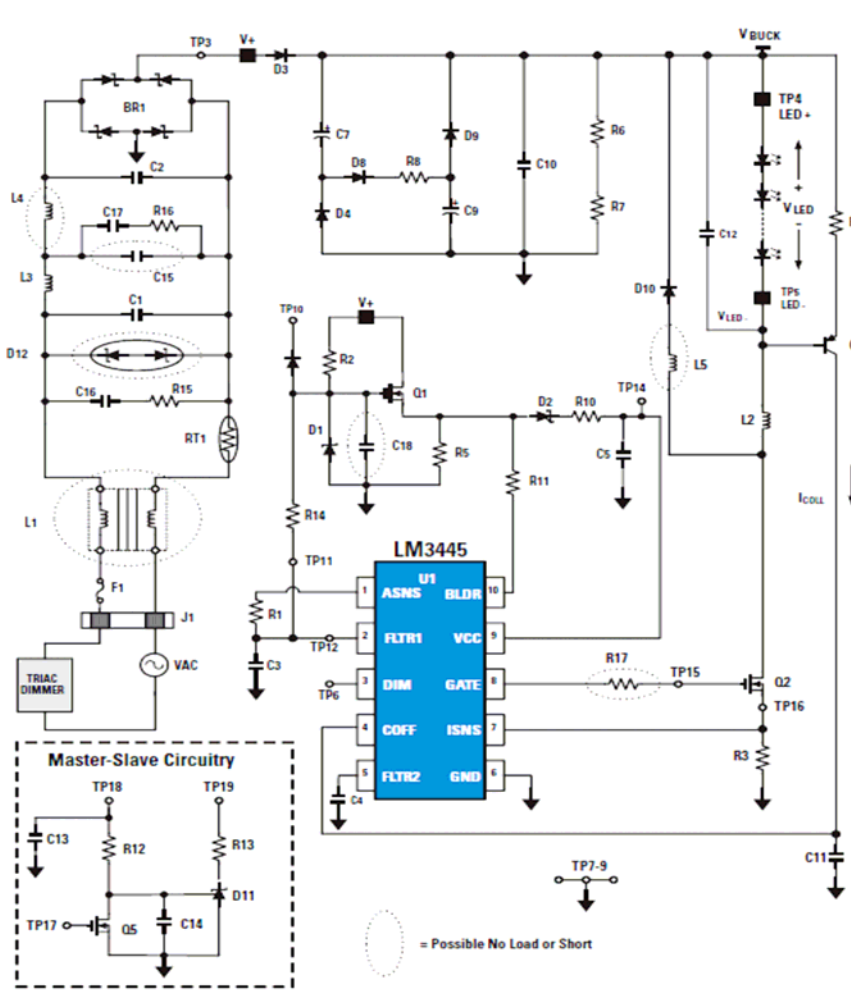 V BUCK
TP3
V+
D3
BR1
TP4
LED +
C7
D9
R6
C2
D8
R8
C10
L4
C17
R16
D4
C9
R7
+
V LED
-
C12
L3
C15
C1
D10
TP5
LED -
V LED -
TP10
V+
D12
R2
L5
C16
R15
Q1
TP14
D2
R10
L2
RT1
D1
C18
R5
C5
R11
L1
R14
I COLL
LM3445
TP11
F1
U1
1
ASNS
BLDR
10
J1
R1
2
FLTR1
VCC
9
TP12
VAC
C3
R17
TRIAC
DIMMER
3
DIM
GATE
8
TP15
Q2
TP6
TP16
4
COFF
ISNS
7
Master-Slave Circuitry
R3
TP18
TP19
5
FLTR2
GND
6
C4
C13
R12
R13
C11
TP7-9
D11
TP17
Q5
C14
= Possible No Load or Short